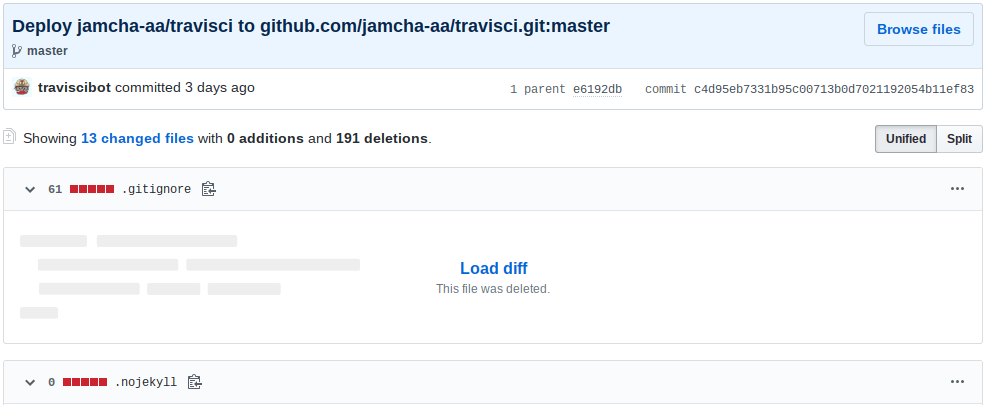 Deploy jamcha-aa/travisci to github.com/jamcha-aa/travisci.git:master
Browse files
master
traviscibot committed 3 days ago
1 parent e6192db commit c4d95eb7331b95c00713b0d7021192054b11ef83
Showing 13 changed files with 0 additions and 191 deletions.
Unified Split
61 .gitignore
Load diff
This file was deleted.
0 .nojekyll